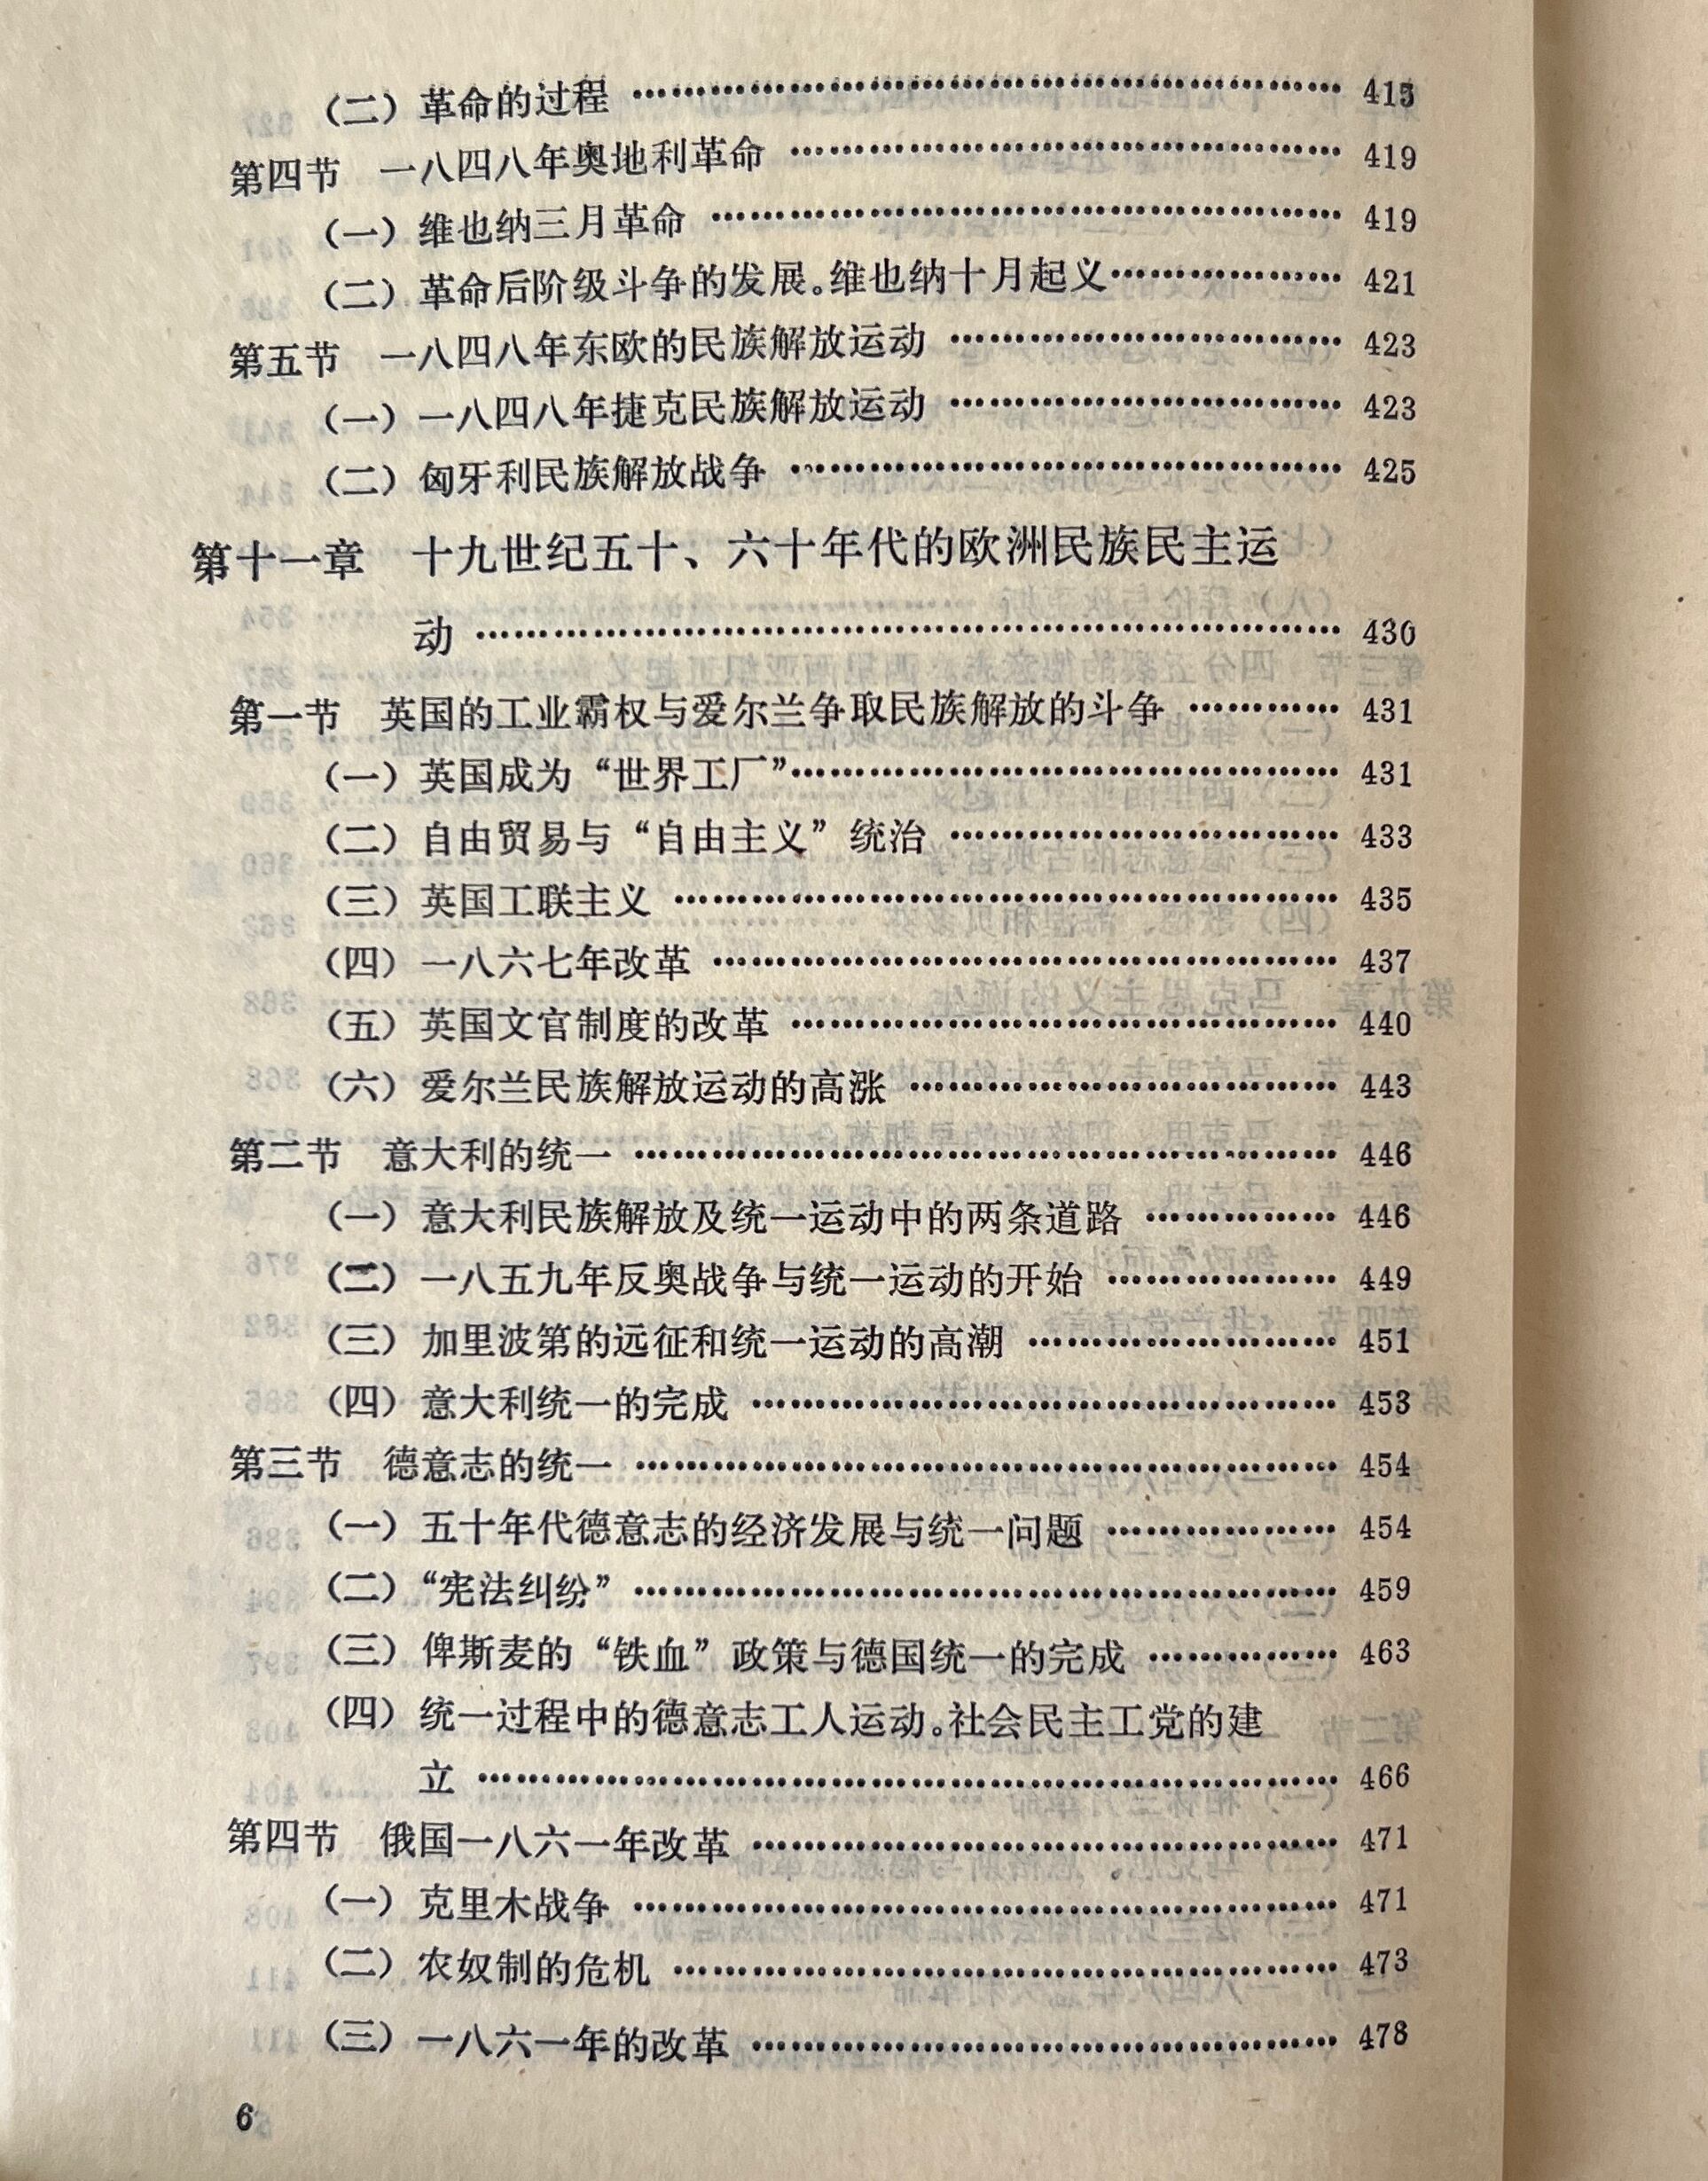 （二）革命的过程 …… 415
第四节 一八四八年奥地利革命 …… 419
（一）维也纳三月革命 …… 419
（二）革命后阶级斗争的发展。维也纳十月起义 …… 421
第五节 一八四八年东欧的民族解放运动 …… 423
（一）一八四八年捷克民族解放运动 …… 423
（二）匈牙利民族解放战争 …… 425
第十一章 十九世纪五十、六十年代的欧洲民族民主运
动 …… 430
第一节 英国的工业霸权与爱尔兰争取民族解放的斗争 …… 431
（一）英国成为“世界工厂” …… 431
（二）自由贸易与“自由主义”统治 …… 433
（三）英国工联主义 …… 435
（四）一八六七年改革 …… 437
（五）英国文官制度的改革 …… 440
（六）爱尔兰民族解放运动的高涨 …… 443
第二节 意大利的统一 …… 446
（一）意大利民族解放及统一运动中的两条道路 …… 446
（二）一八五九年反奥战争与统一运动的开始 …… 449
（三）加里波第的远征和统一运动的高潮 …… 451
（四）意大利统一的完成 …… 453
第三节 德意志的统一 …… 454
（一）五十年代德意志的经济发展与统一问题 …… 454
（二）“宪法纠纷” …… 459
（三）俾斯麦的“铁血”政策与德国统一的完成 …… 463
（四）统一过程中的德意志工人运动。社会民主工党的建
立 …… 466
第四节 俄国一八六一年改革 …… 471
（一）克里木战争 …… 471
（二）农奴制的危机 …… 473
（三）一八六一年的改革 …… 478
6